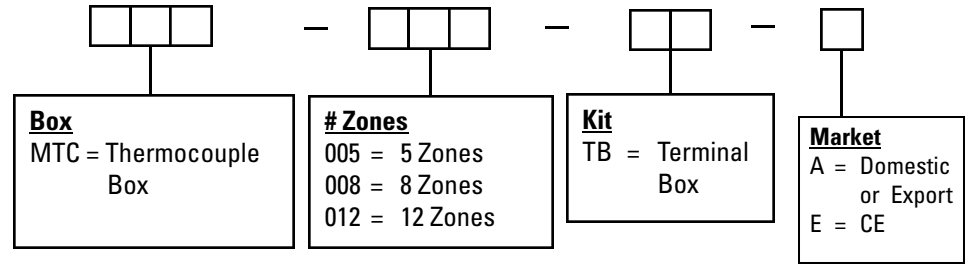 – – –
Box
MTC = Thermocouple
Box
# Zones
005 = 5 Zones
008 = 8 Zones
012 = 12 Zones
Kit
TB = Terminal
Box
Market
A = Domestic
or Export
E = CE